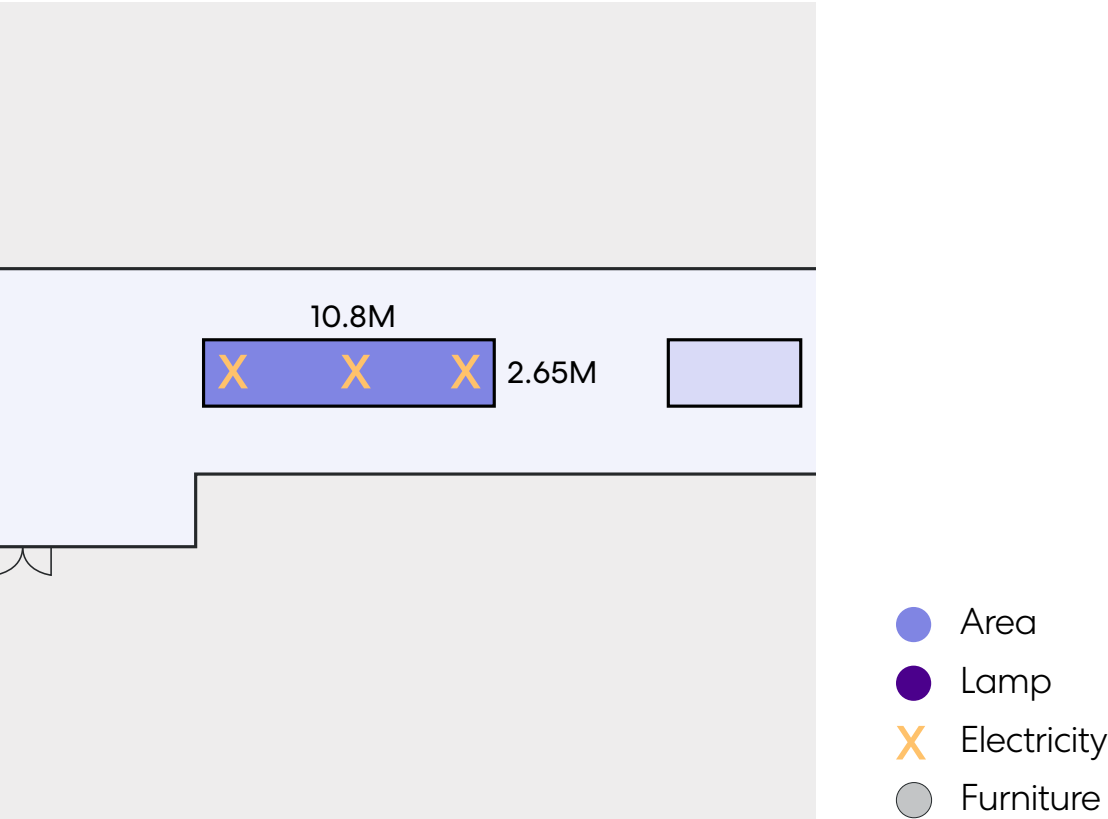 10.8M
X X X
2.65M
Area
Lamp
X Electricity
Furniture